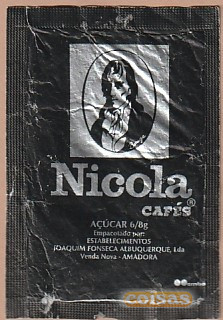 Nicola
CAFÉS®
AÇÚCAR 6/8g
Empacotado por:
ESTABELECIMENTOS
JOAQUIM FONSECA ALBUQUERQUE, Lda
Venda Nova - AMADORA
coisas